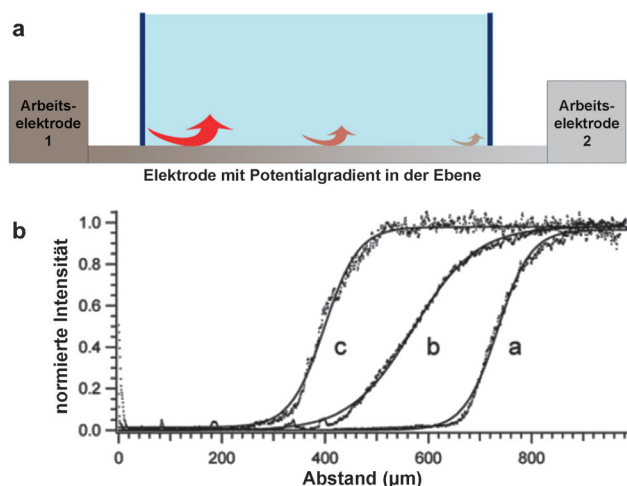 a
Arbeits-
elektrode
1
Arbeits-
elektrode
2
Elektrode mit Potentialgradient in der Ebene
b
normierte Intensität
1.0
0.8
0.6
0.4
0.2
0.0
c
b
a
0
200
400
600
800
Abstand (µm)